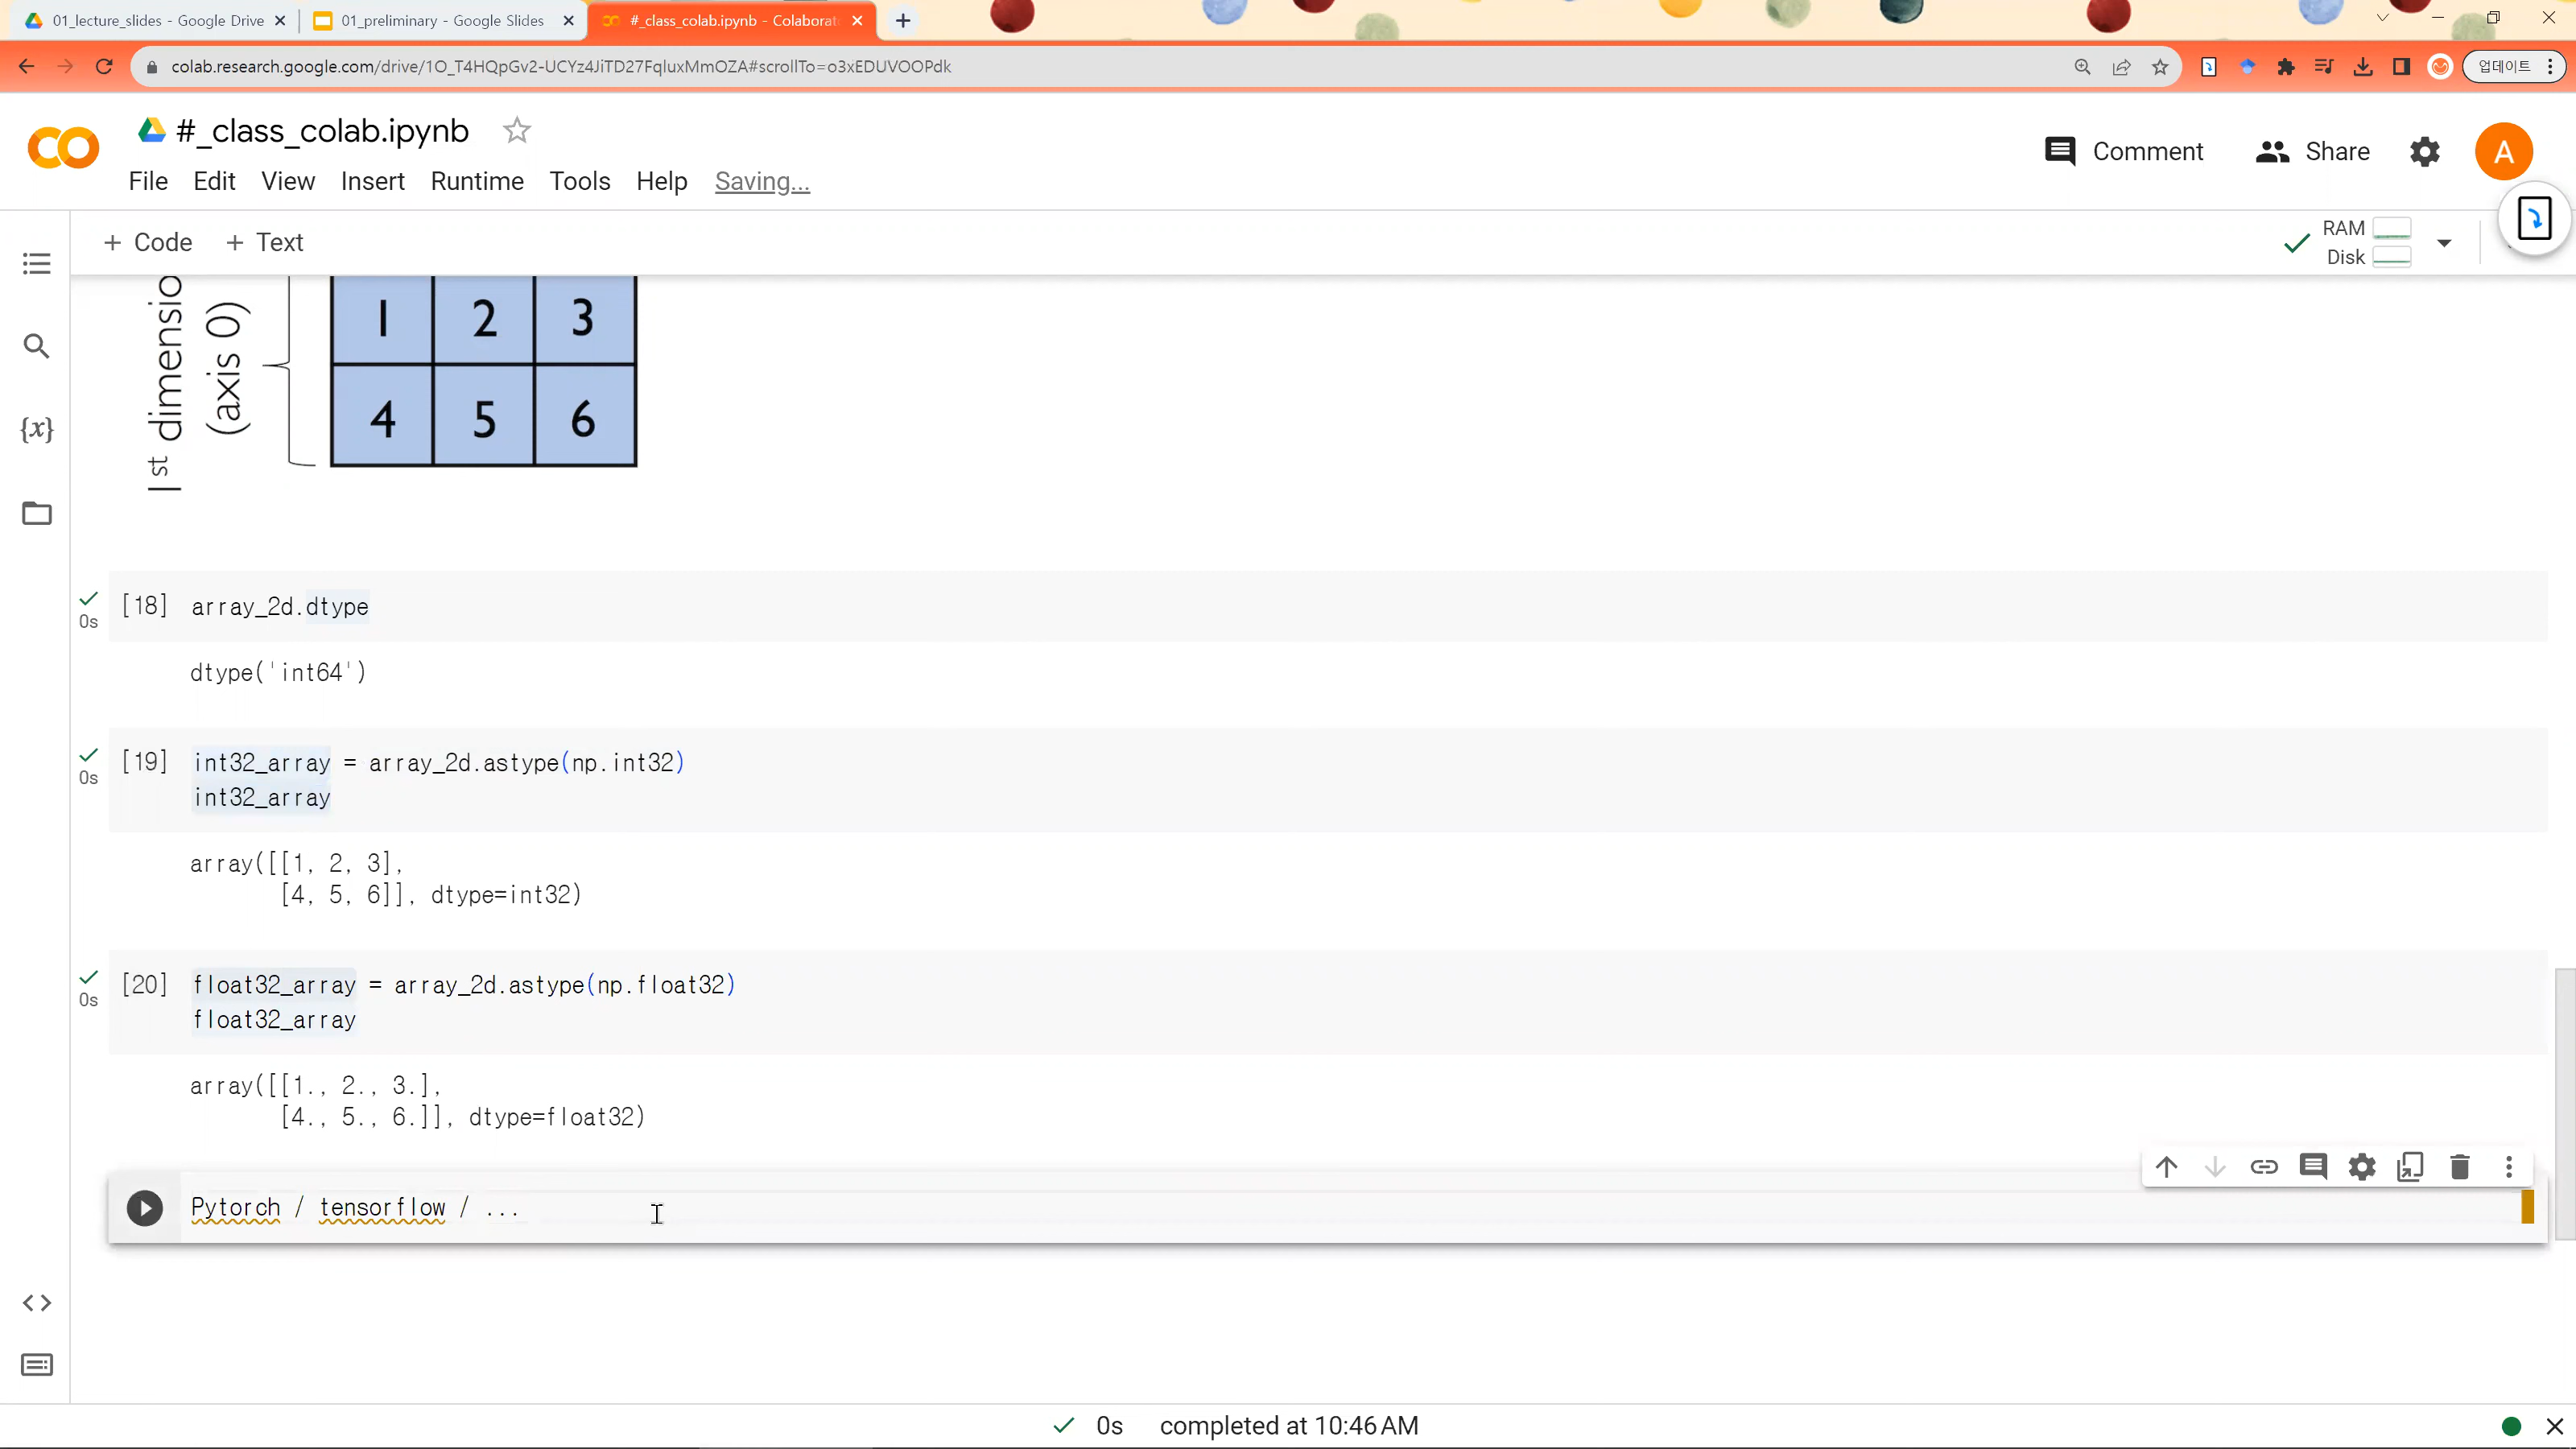 01_lecture_slides - Google Drive
01_preliminary - Google Slides
#_class_colab.ipynb - Colaborat
colab.research.google.com/drive/1O_T4HQpGv2-UCYz4JiTD27FqluxMmOZA#scrollTo=o3xEDUVOOPdk
업데이트
#_class_colab.ipynb
Comment
Share
A
File Edit View Insert Runtime Tools Help Saving...
+ Code + Text
RAM
Disk
1st dimensio
(axis 0)
1 2 3
4 5 6
{x}
[18] array_2d.dtype
0s
dtype('int64')
[19] int32_array = array_2d.astype(np.int32)
0s
int32_array
array([[1, 2, 3],
[4, 5, 6]], dtype=int32)
[20] float32_array = array_2d.astype(np.float32)
0s
float32_array
array([[1., 2., 3.],
[4., 5., 6.]], dtype=float32)
Pytorch / tensorflow / ...
0s completed at 10:46 AM